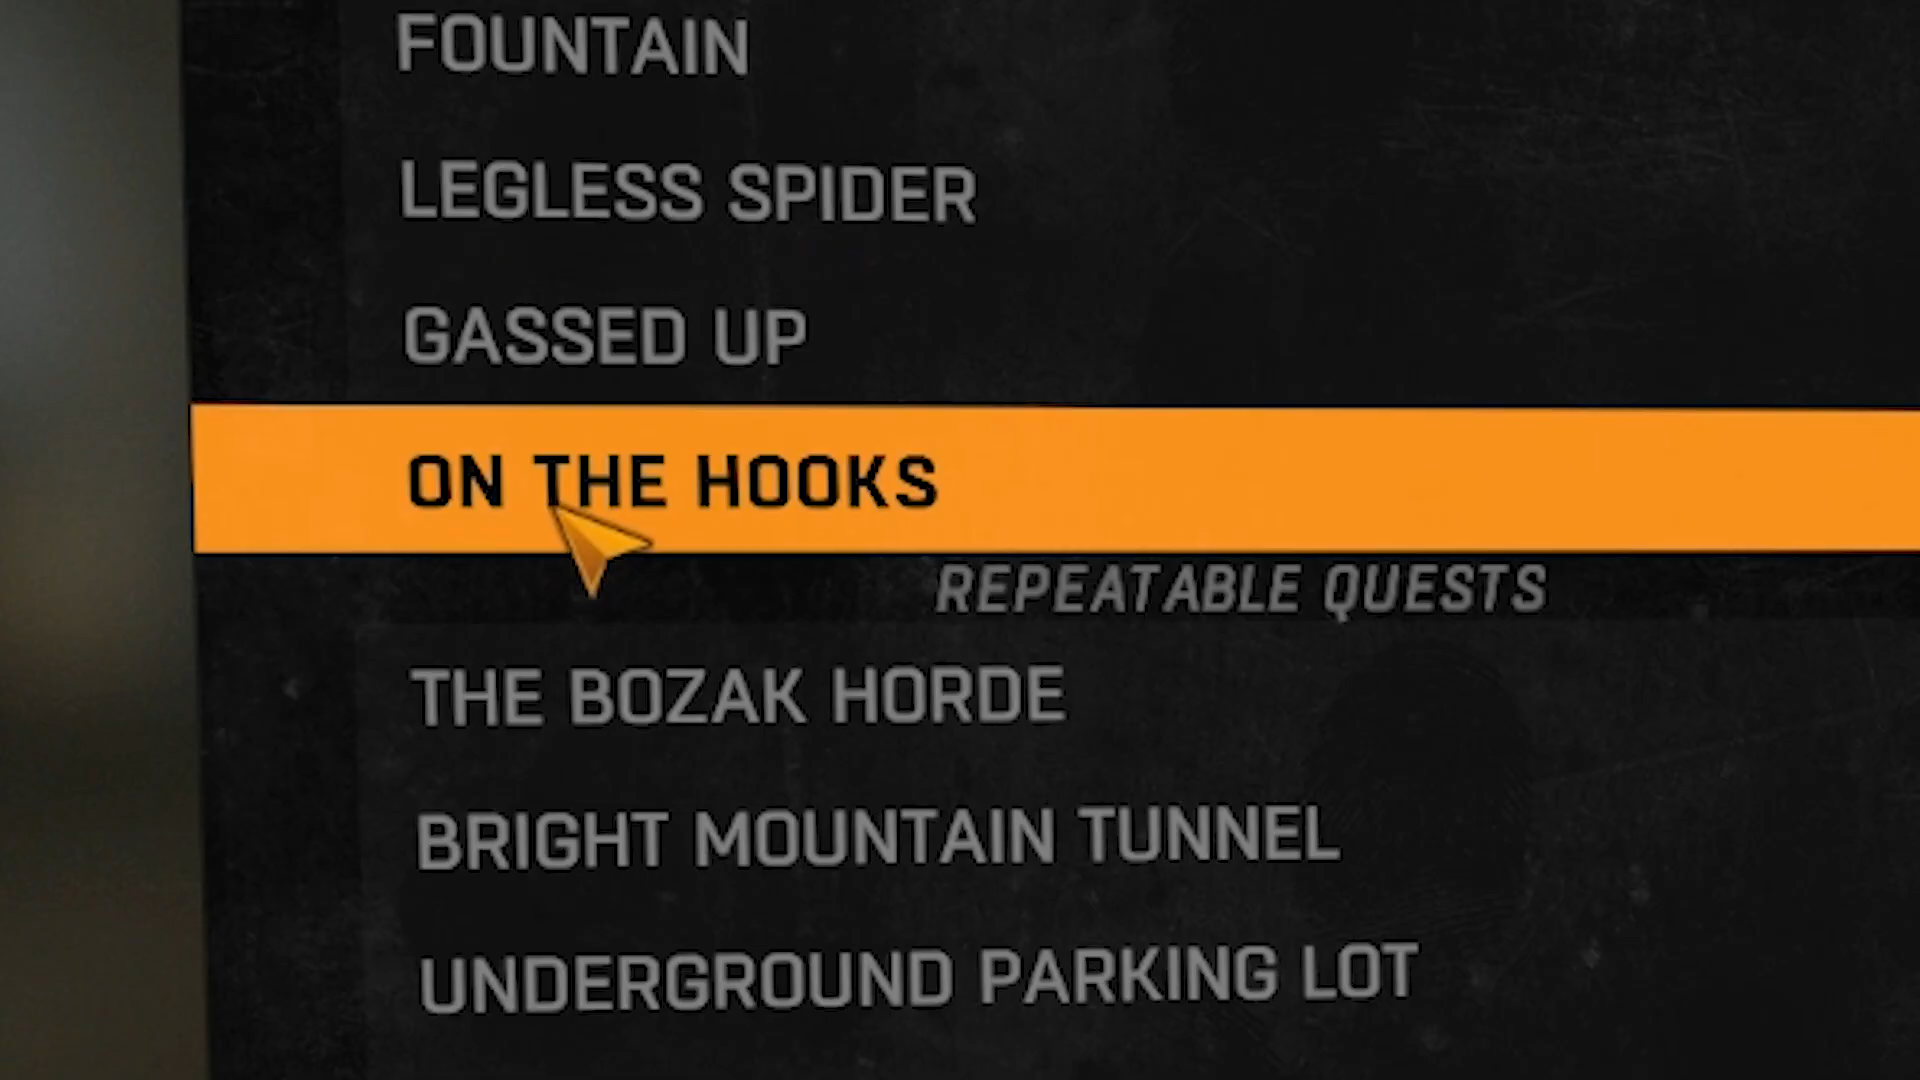 FOUNTAIN
LEGLESS SPIDER
GASSED UP
ON THE HOOKS
REPEATABLE QUESTS
THE BOZAK HORDE
BRIGHT MOUNTAIN TUNNEL
UNDERGROUND PARKING LOT